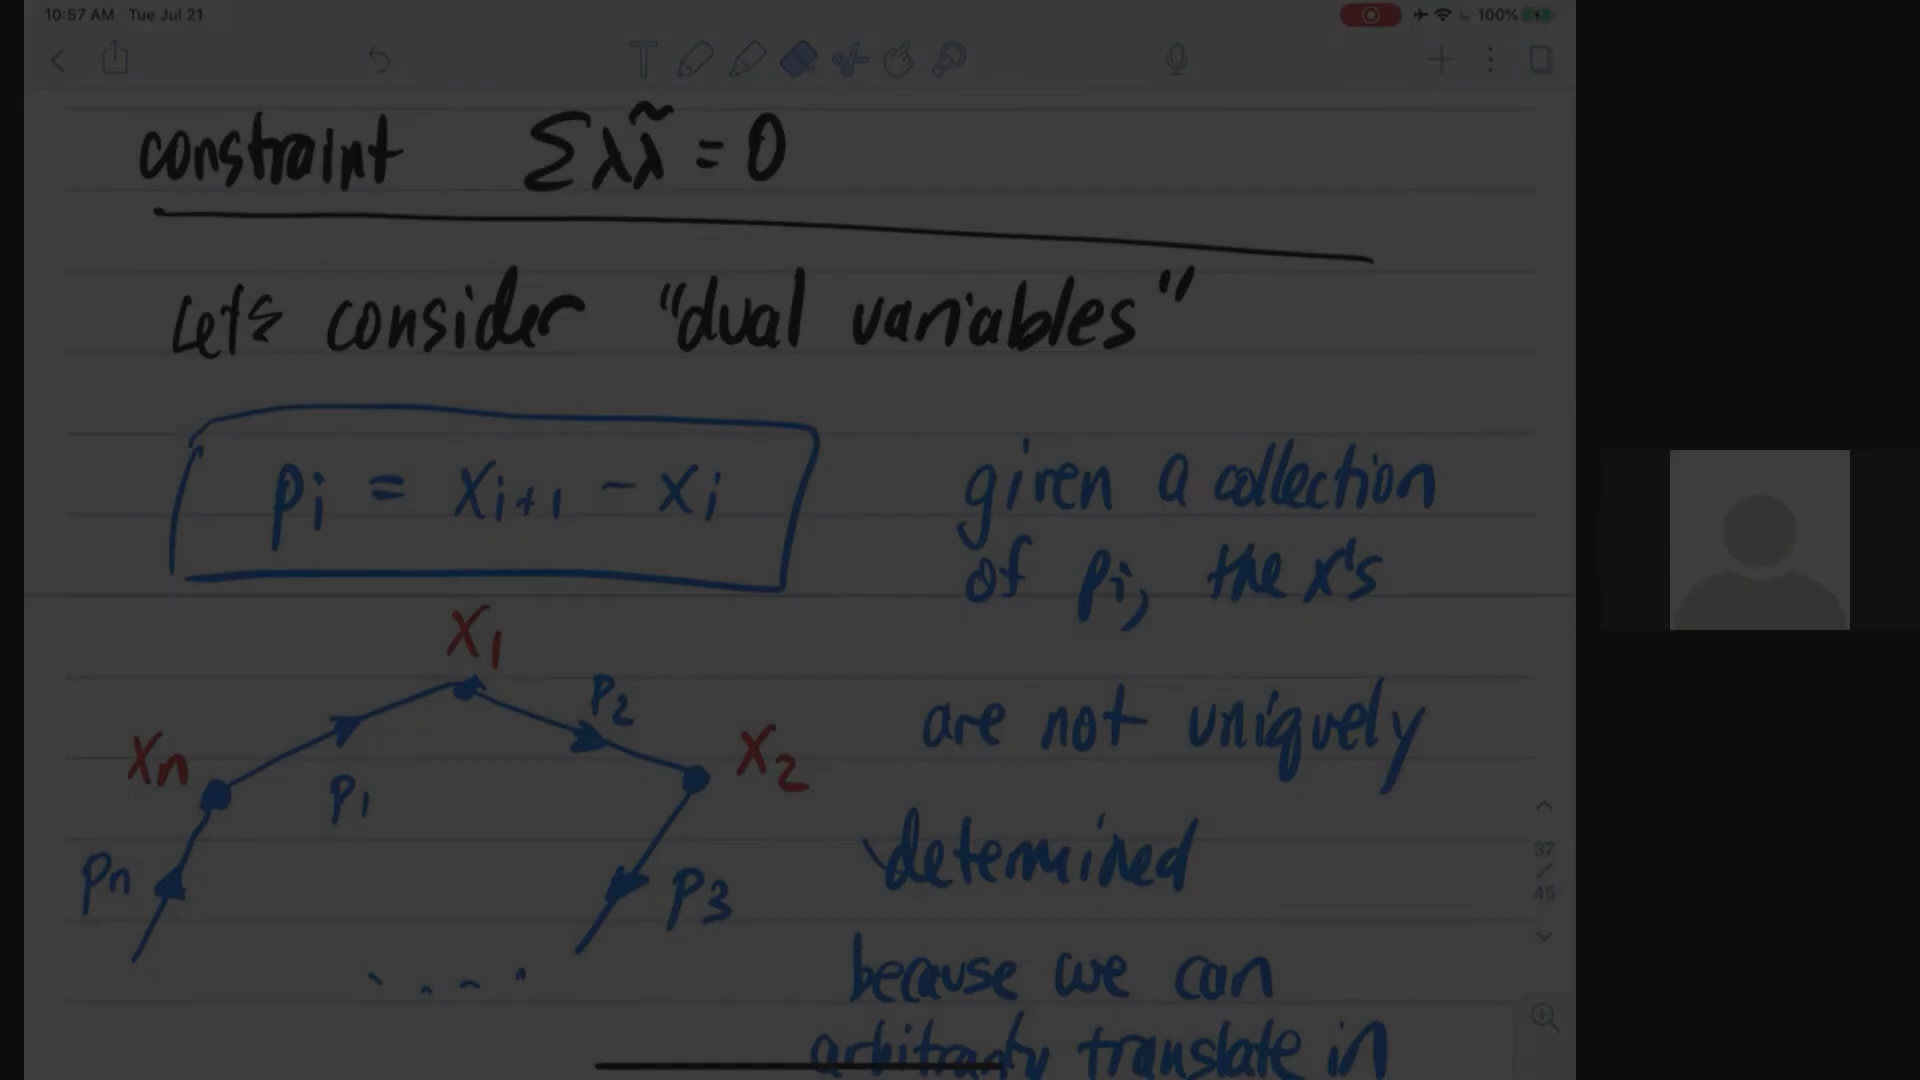 10:57 AM Tue Jul 21
100%
constraint Σλλ̃ = 0
Let's consider "dual variables"
pᵢ = xᵢ₊₁ - xᵢ
given a collection
of pᵢ, the x's
are not uniquely
determined
because we can
arbitrarty translate in
x₁
p₂
xₙ
x₂
p₁
pₙ
p₃
....
37
/
45